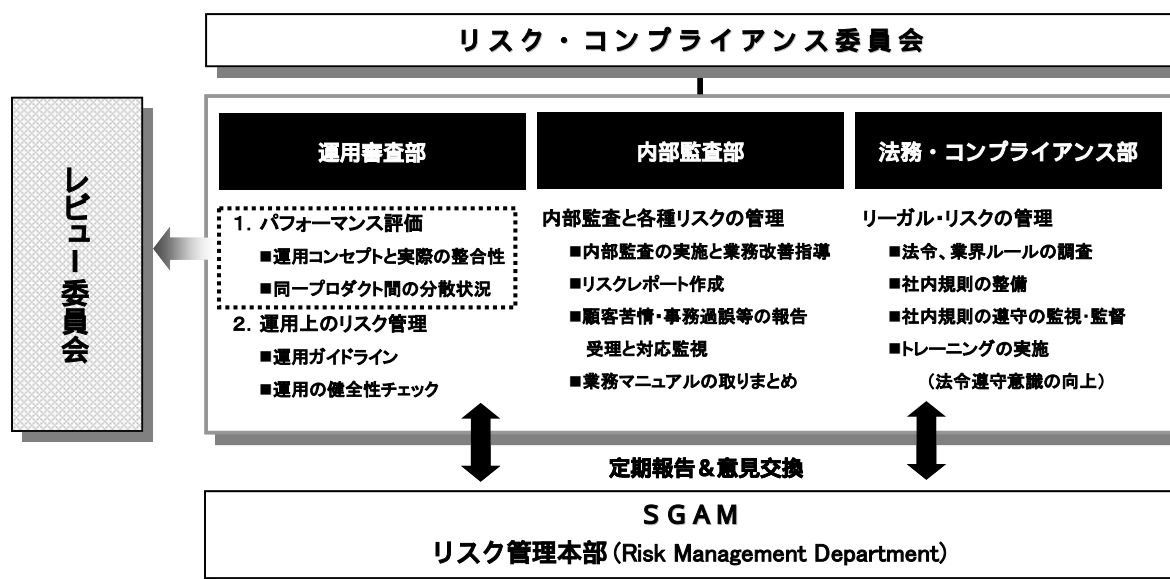 リスク・コンプライアンス委員会
レビュー委員会
運用審査部
1．パフォーマンス評価
■運用コンセプトと実際の整合性
■同一プロダクト間の分散状況
2．運用上のリスク管理
■運用ガイドライン
■運用の健全性チェック
内部監査部
内部監査と各種リスクの管理
■内部監査の実施と業務改善指導
■リスクレポート作成
■顧客苦情・事務過誤等の報告
受理と対応監視
■業務マニュアルの取りまとめ
法務・コンプライアンス部
リーガル・リスクの管理
■法令、業界ルールの調査
■社内規則の整備
■社内規則の遵守の監視・監督
■トレーニングの実施
（法令遵守意識の向上）
定期報告＆意見交換
ＳＧＡＭ
リスク管理本部(Risk Management Department)